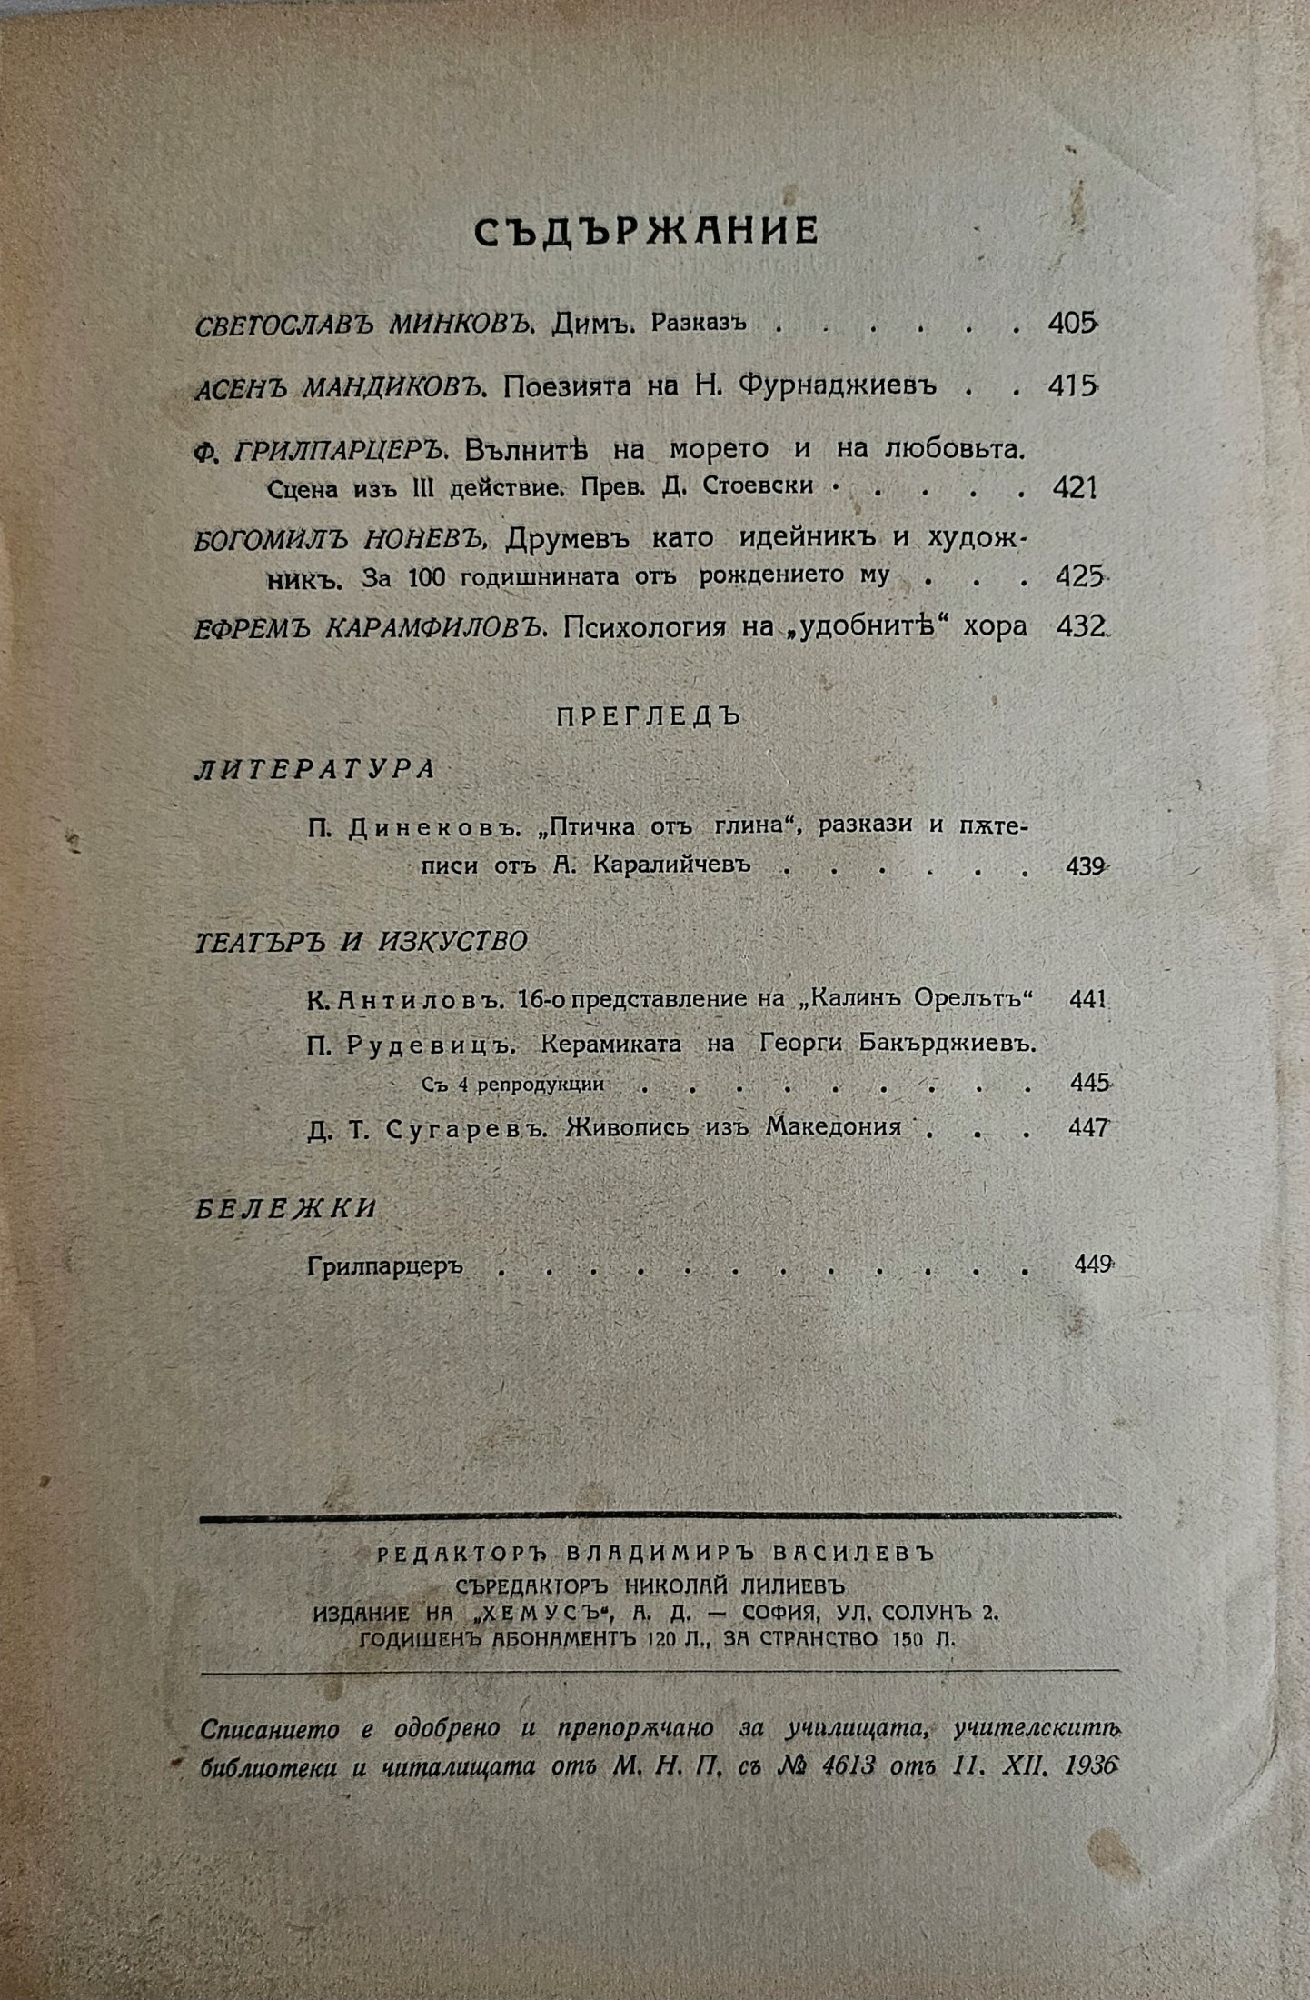 СЪДЪРЖАНИЕ
СВЕТОСЛАВЪ МИНКОВЪ. Димъ. Разказъ . . . . . . 405
АСЕНЪ МАНДИКОВЪ. Поезията на Н. Фурнаджиевъ . . 415
Ф. ГРИЛПАРЦЕРЪ. Вълнитѣ на морето и на любовьта.
Сцена изъ III действие. Прев. Д. Стоевски . . . . . 421
БОГОМИЛЪ НОНЕВЪ. Друмевъ като идейникъ и худож-
никъ. За 100 годишнината отъ рождението му . . . 425
ЕФРЕМЪ КАРАМФИЛОВЪ. Психология на „удобнитѣ“ хора 432
ПРЕГЛЕДЪ
ЛИТЕРАТУРА
П. Динековъ. „Птичка отъ глина“, разкази и пѫте-
писи отъ А. Каралийчевъ . . . . . . 439
ТЕАТЪРЪ И ИЗКУСТВО
К. Антиловъ. 16-о представление на „Калинъ Орелътъ“ 441
П. Рудевицъ. Керамиката на Георги Бакърджиевъ.
Съ 4 репродукции . . . . . . . . . 445
Д. Т. Сугаревъ. Живопись изъ Македония . . . 447
БЕЛЕЖКИ
Грилпарцеръ . . . . . . . . . . . . 449
РЕДАКТОРЪ ВЛАДИМИРЪ ВАСИЛЕВЪ
СЪРЕДАКТОРЪ НИКОЛАЙ ЛИЛИЕВЪ
ИЗДАНИЕ НА „ХЕМУСЪ“, А. Д. — СОФИЯ, УЛ. СОЛУНЪ 2.
ГОДИШЕНЪ АБОНАМЕНТЪ 120 Л., ЗА СТРАНСТВО 150 Л.
Списанието е одобрено и препорѫчано за училищата, учителскитѣ
библиотеки и читалищата отъ М. Н. П. съ № 4613 отъ 11. XII. 1936